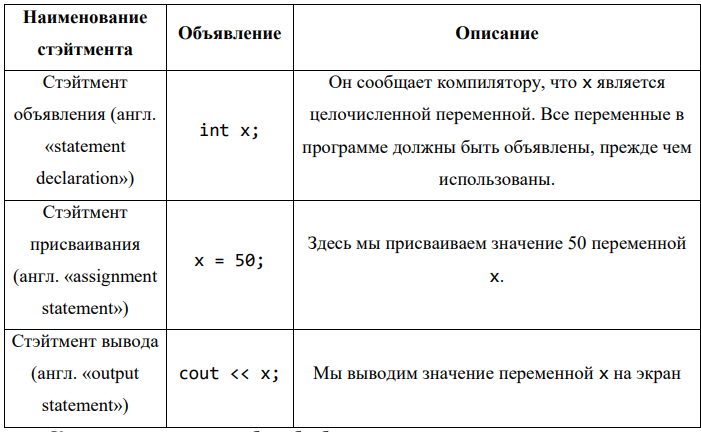 Наименование
стэйтмента
Объявление
Описание
Стэйтмент
объявления (англ.
«statement
declaration»)
int x;
Он сообщает компилятору, что x является
целочисленной переменной. Все переменные в
программе должны быть объявлены, прежде чем
использованы.
Стэйтмент
присваивания
(англ. «assignment
statement»)
x = 50;
Здесь мы присваиваем значение 50 переменной
x.
Стэйтмент вывода
(англ. «output
statement»)
cout << x;
Мы выводим значение переменной x на экран